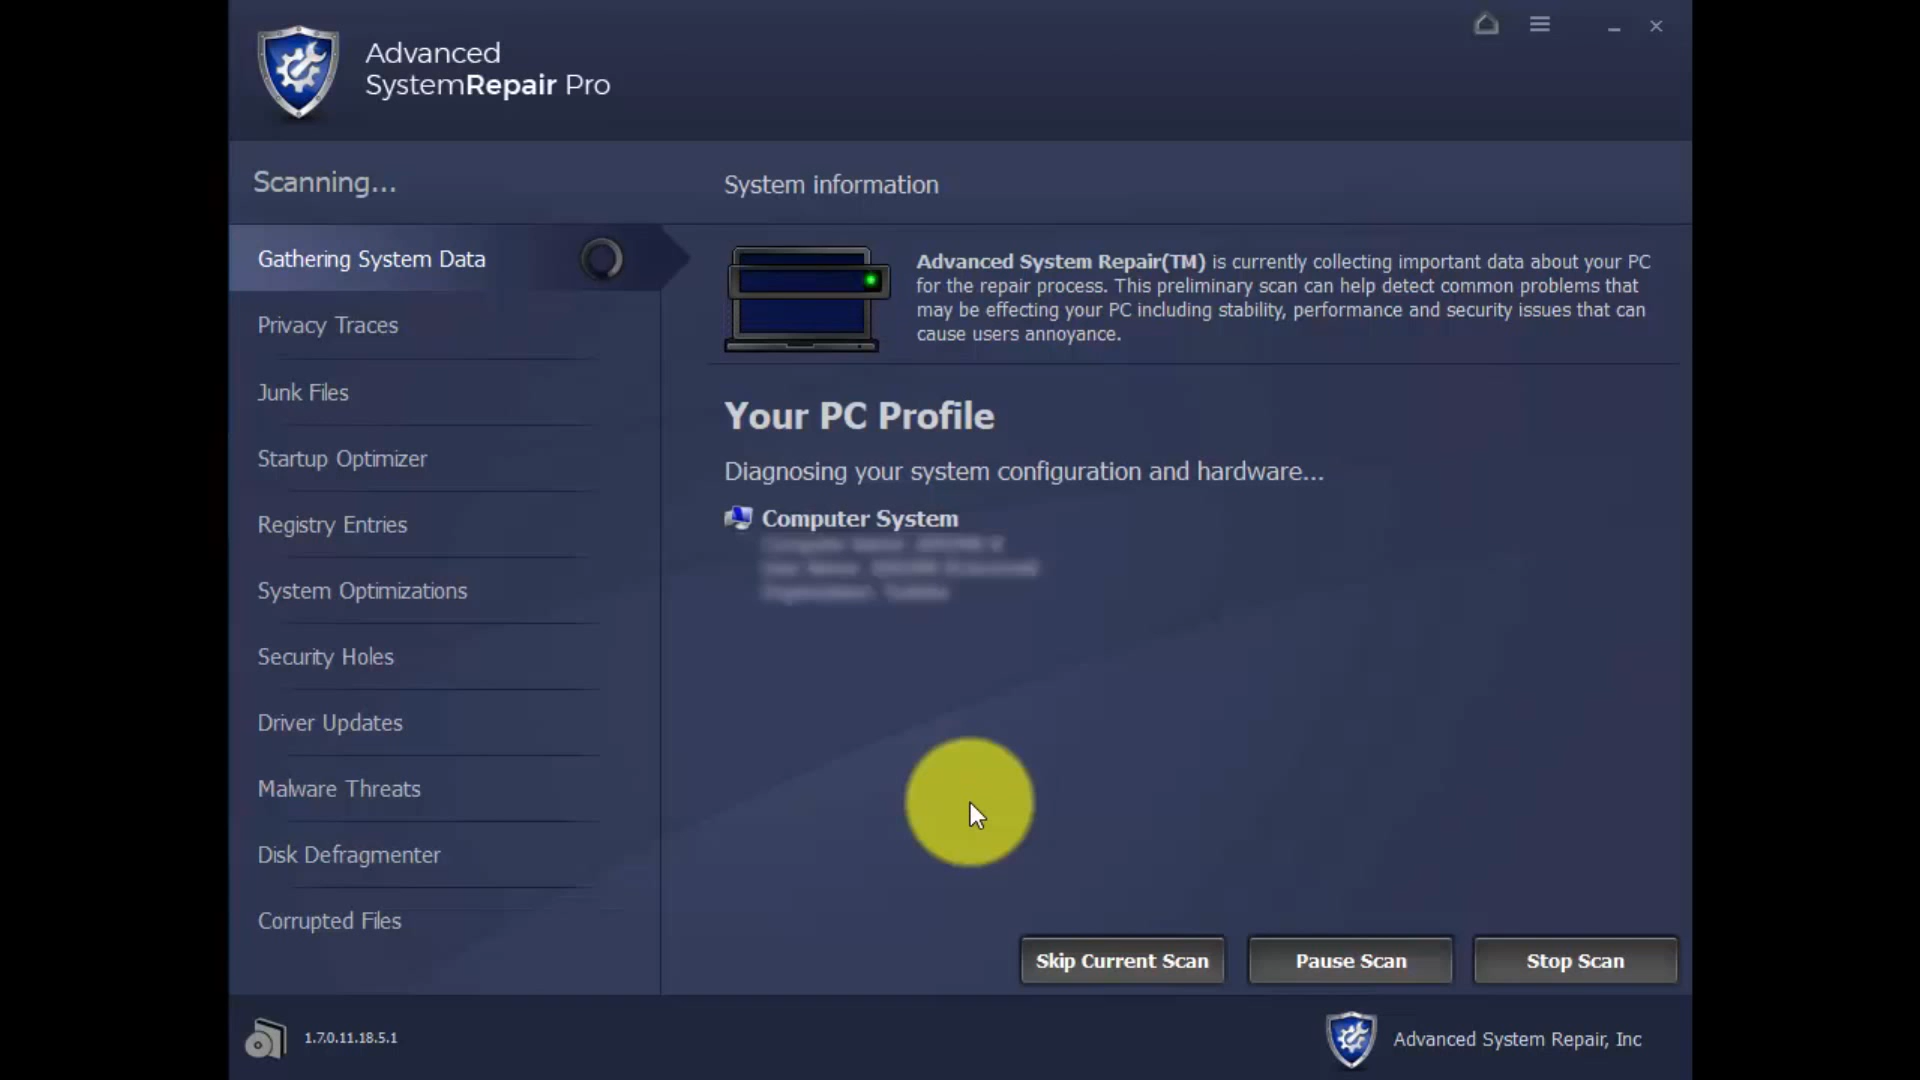 Advanced
SystemRepair Pro
Scanning...
System information
Gathering System Data
Privacy Traces
Junk Files
Startup Optimizer
Registry Entries
System Optimizations
Security Holes
Driver Updates
Malware Threats
Disk Defragmenter
Corrupted Files
Advanced System Repair(TM) is currently collecting important data about your PC
for the repair process. This preliminary scan can help detect common problems that
may be effecting your PC including stability, performance and security issues that can
cause users annoyance.
Your PC Profile
Diagnosing your system configuration and hardware...
Computer System
Skip Current Scan
Pause Scan
Stop Scan
1.7.0.11.18.5.1
Advanced System Repair, Inc